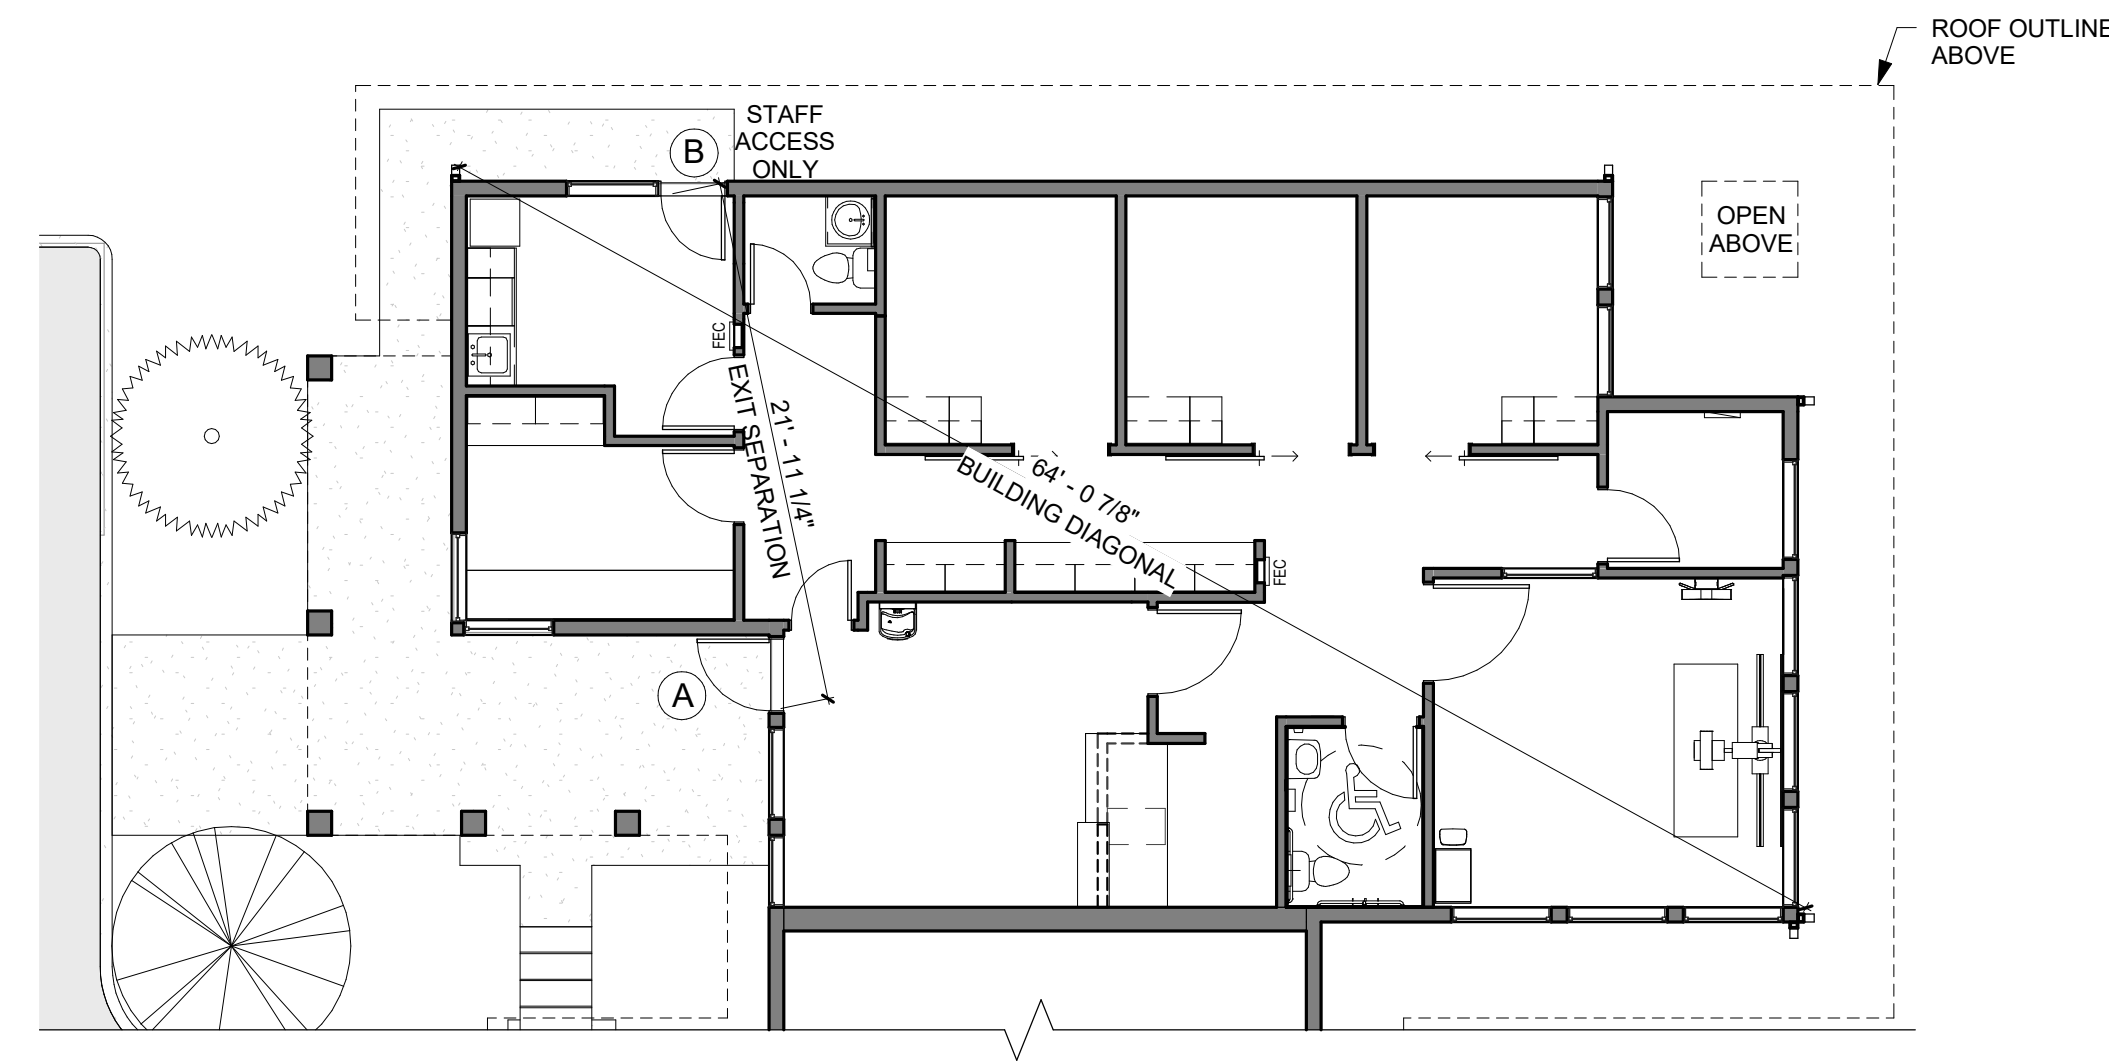 ROOF OUTLINE
ABOVE
STAFF
ACCESS
ONLY
B
OPEN
ABOVE
FEC
21' - 11 1/4"
EXIT SEPARATION
64' - 0 7/8"
BUILDING DIAGONAL
FEC
A